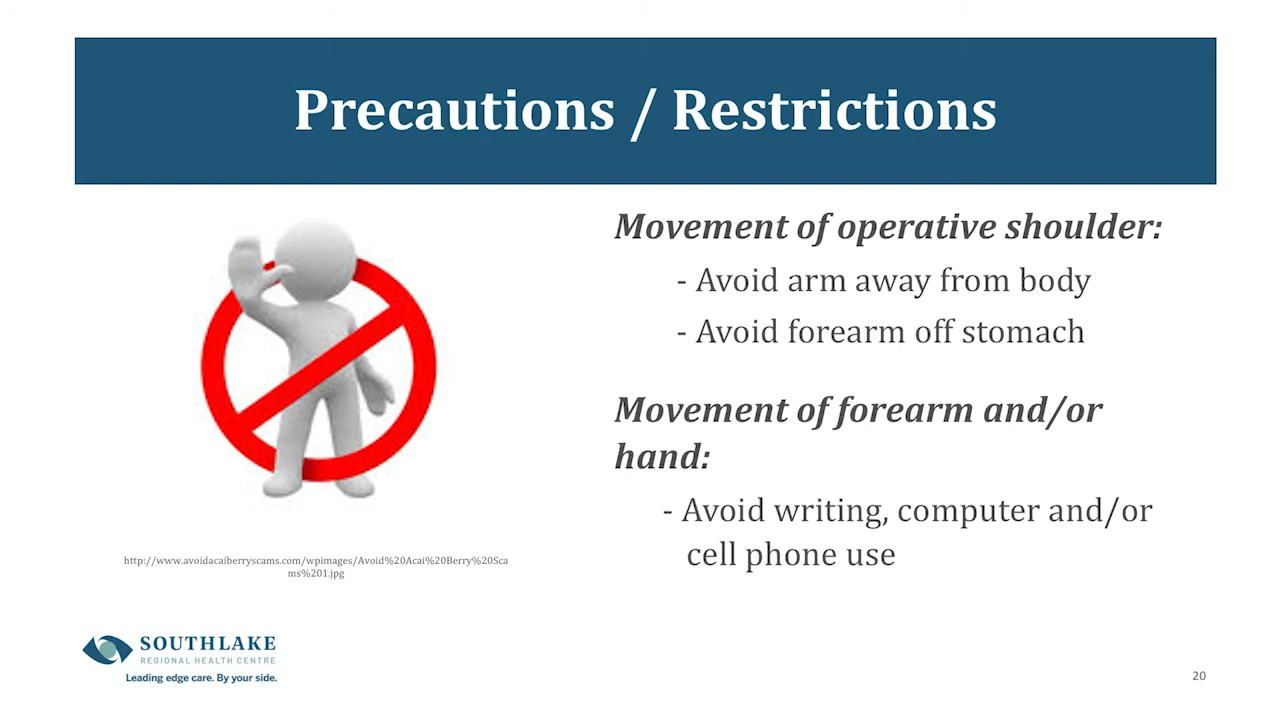 Precautions / Restrictions
Movement of operative shoulder:
- Avoid arm away from body
- Avoid forearm off stomach
Movement of forearm and/or
hand:
- Avoid writing, computer and/or
cell phone use
http://www.avoidacaiberryscams.com/wpimages/Avoid%20Acai%20Berry%20Sca
ms%201.jpg
SOUTHLAKE
REGIONAL HEALTH CENTRE
Leading edge care. By your side.
20